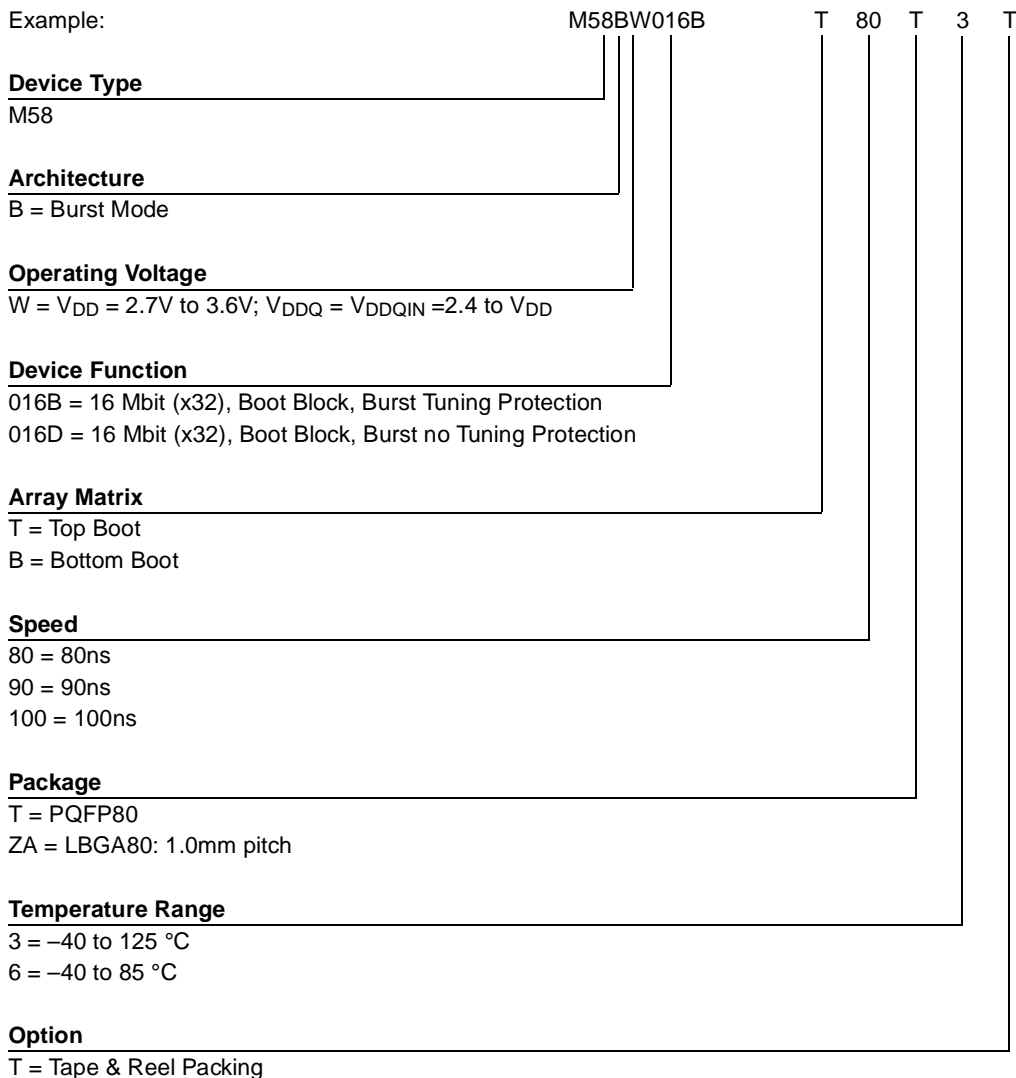 Example: M58BW016B T 80 T 3 T
Device Type
M58
Architecture
B = Burst Mode
Operating Voltage
W = VDD = 2.7V to 3.6V; VDDQ = VDDQIN =2.4 to VDD
Device Function
016B = 16 Mbit (x32), Boot Block, Burst Tuning Protection
016D = 16 Mbit (x32), Boot Block, Burst no Tuning Protection
Array Matrix
T = Top Boot
B = Bottom Boot
Speed
80 = 80ns
90 = 90ns
100 = 100ns
Package
T = PQFP80
ZA = LBGA80: 1.0mm pitch
Temperature Range
3 = –40 to 125 °C
6 = –40 to 85 °C
Option
T = Tape & Reel Packing